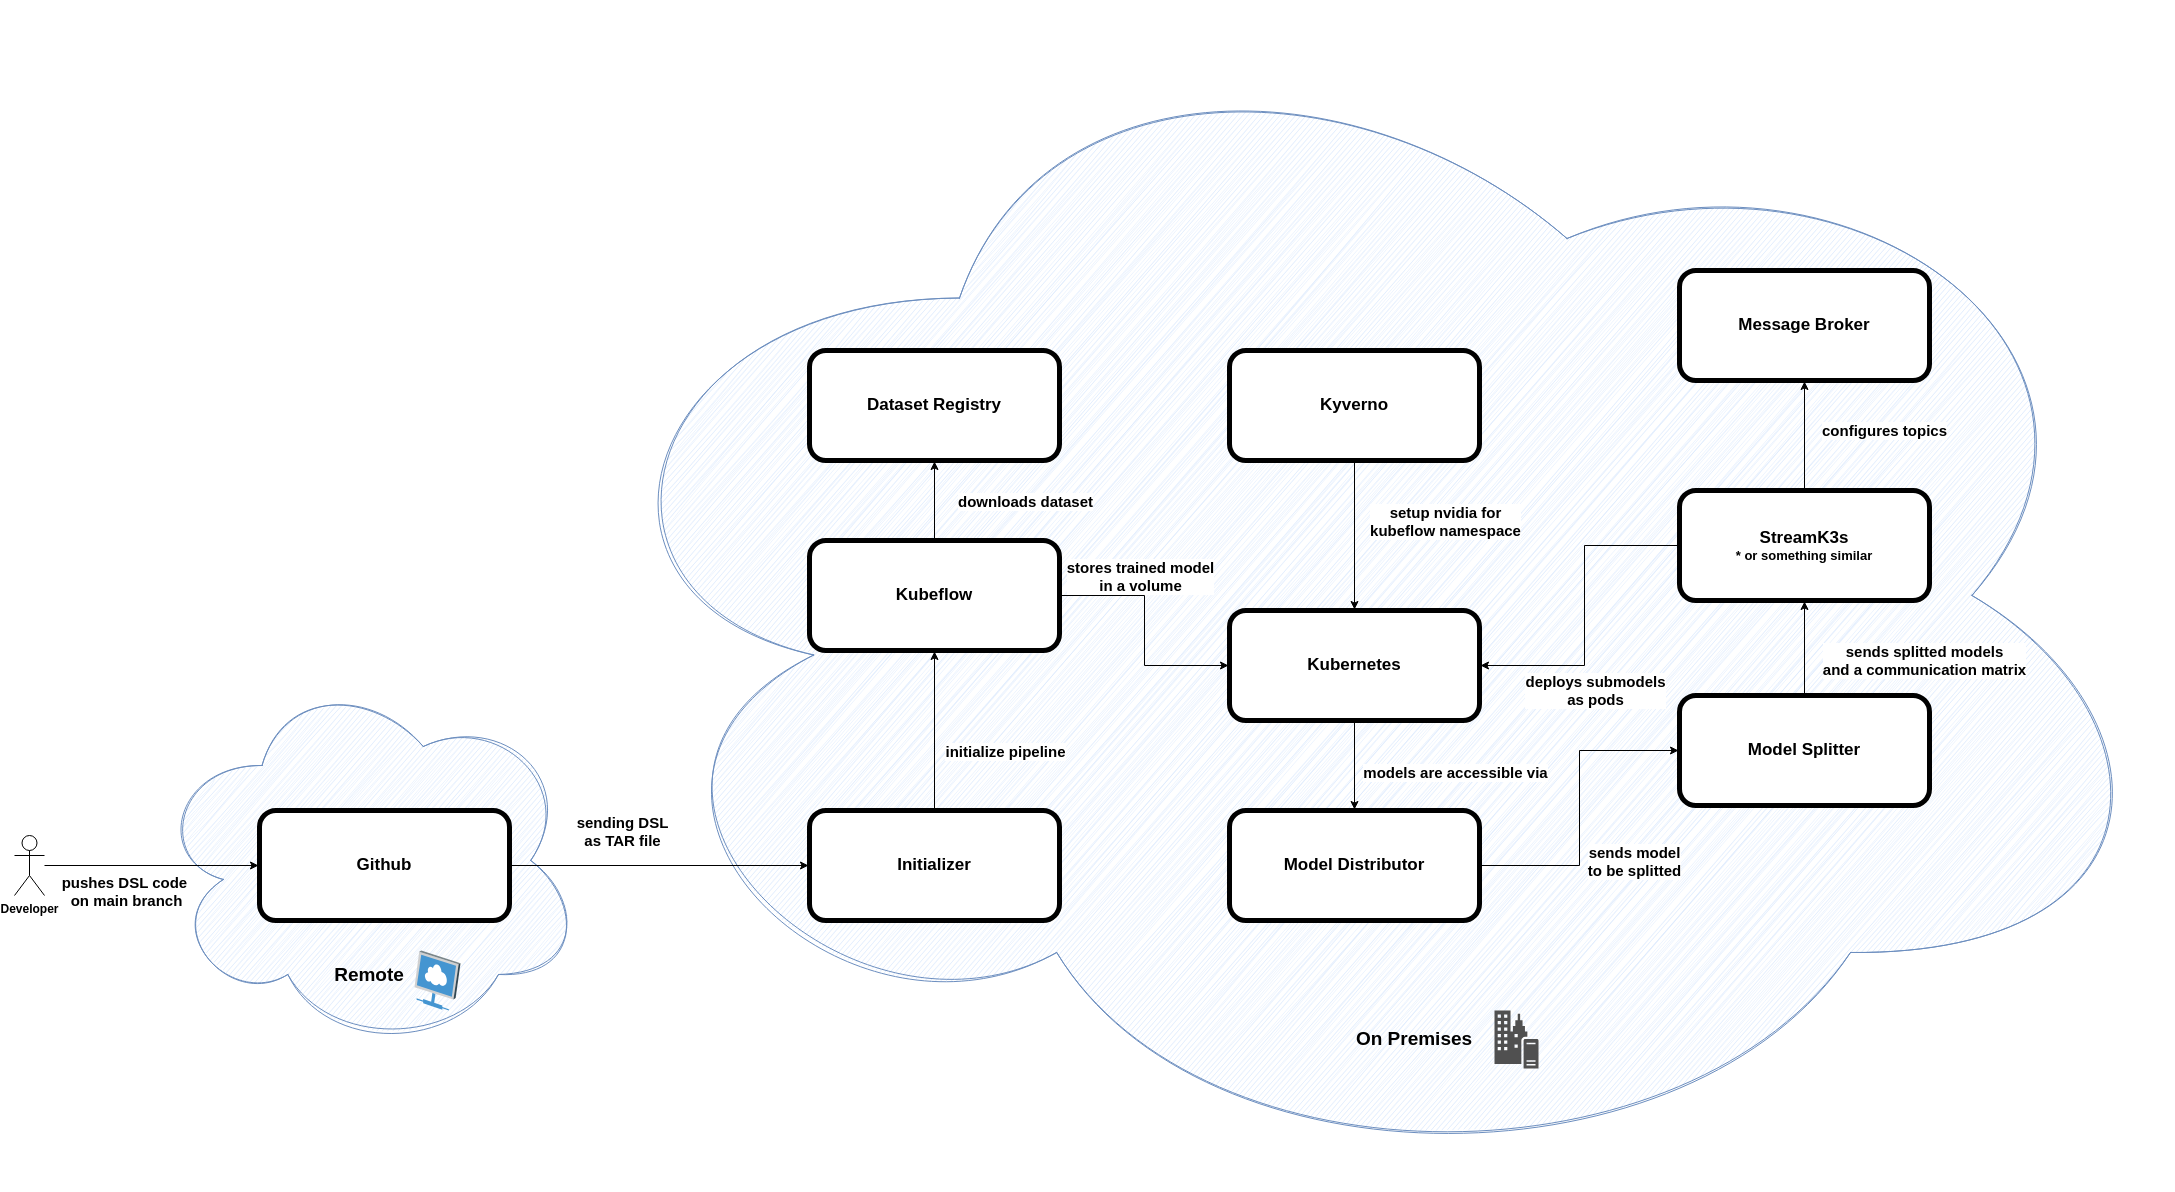 Message Broker
Dataset Registry
Kyverno
configures topics
downloads dataset
setup nvidia for
kubeflow namespace
StreamK3s
* or something similar
stores trained model
in a volume
Kubeflow
Kubernetes
sends splitted models
and a communication matrix
deploys submodels
as pods
initialize pipeline
models are accessible via
Model Splitter
sending DSL
as TAR file
Github
Initializer
Model Distributor
sends model
to be splitted
pushes DSL code
on main branch
Developer
Remote
On Premises